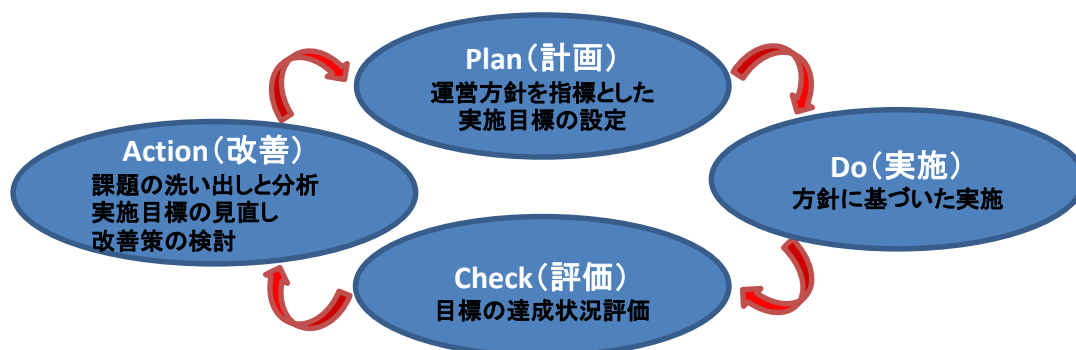 Plan（計画）
運営方針を指標とした
実施目標の設定
Action（改善）
課題の洗い出しと分析
実施目標の見直し
改善策の検討
Do（実施）
方針に基づいた実施
Check（評価）
目標の達成状況評価